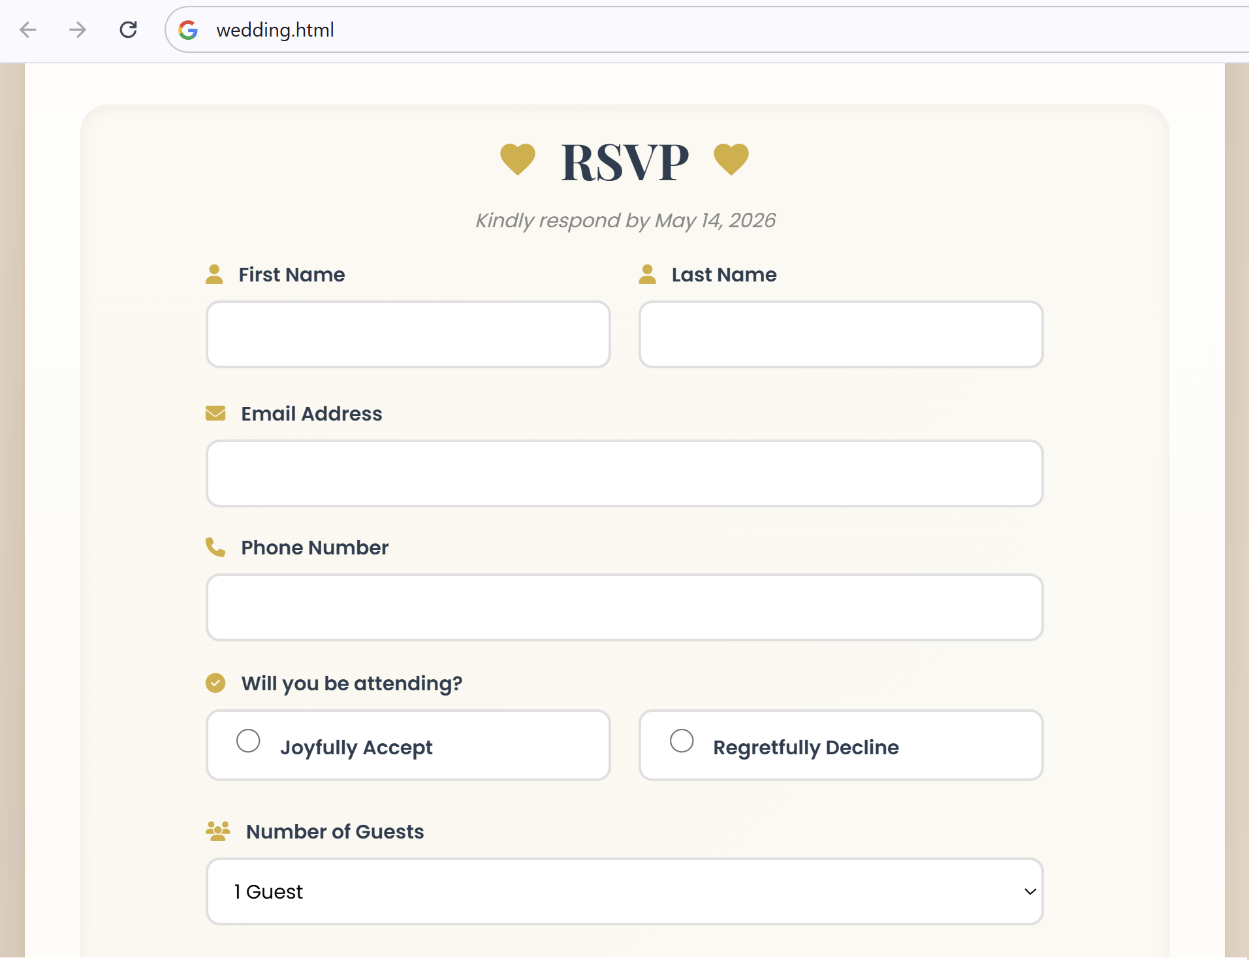 wedding.html
RSVP
Kindly respond by May 14, 2026
First Name
Last Name
Email Address
Phone Number
Will you be attending?
Joyfully Accept
Regretfully Decline
Number of Guests
1 Guest